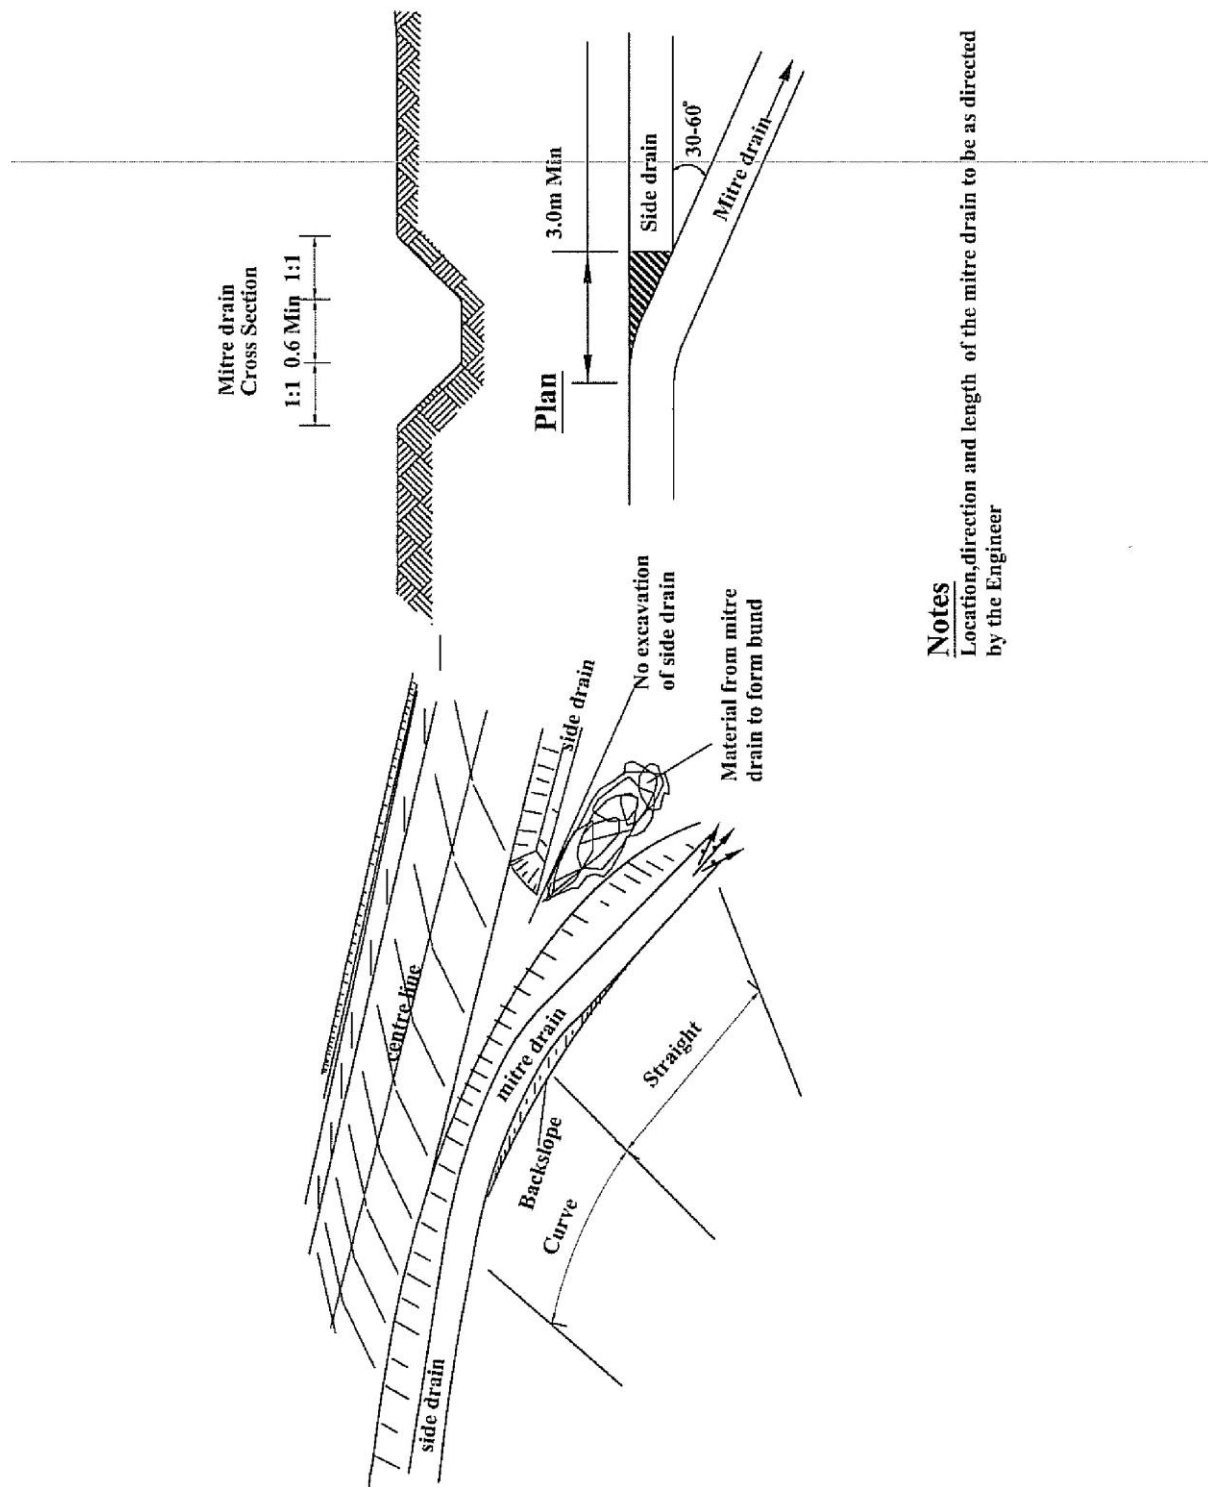 Mitre drain
Cross Section
1:1 0.6 Min 1:1
Plan
3.0m Min
Side drain
30-60°
Mitre drain
centre line
side drain
side drain
No excavation
of side drain
Material from mitre
drain to form bund
mitre drain
Backslope
Curve
Straight
Notes
Location,direction and length of the mitre drain to be as directed
by the Engineer